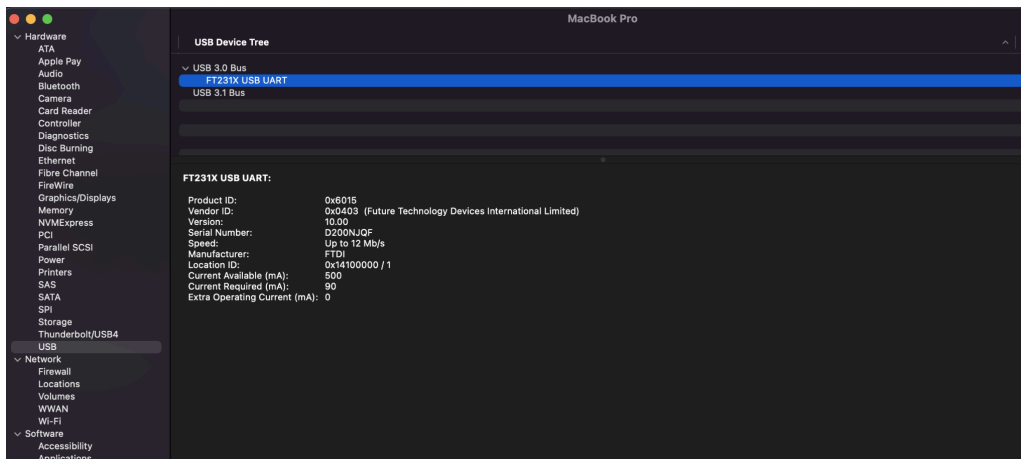 MacBook Pro
Hardware
ATA
Apple Pay
Audio
Bluetooth
Camera
Card Reader
Controller
Diagnostics
Disc Burning
Ethernet
Fibre Channel
FireWire
Graphics/Displays
Memory
NVMExpress
PCI
Parallel SCSI
Power
Printers
SAS
SATA
SPI
Storage
Thunderbolt/USB4
USB
Network
Firewall
Locations
Volumes
WWAN
Wi-Fi
Software
Accessibility
Applications
USB Device Tree
USB 3.0 Bus
FT231X USB UART
USB 3.1 Bus
FT231X USB UART:
Product ID: 0x6015
Vendor ID: 0x0403 (Future Technology Devices International Limited)
Version: 10.00
Serial Number: D200NJQF
Speed: Up to 12 Mb/s
Manufacturer: FTDI
Location ID: 0x14100000 / 1
Current Available (mA): 500
Current Required (mA): 90
Extra Operating Current (mA): 0